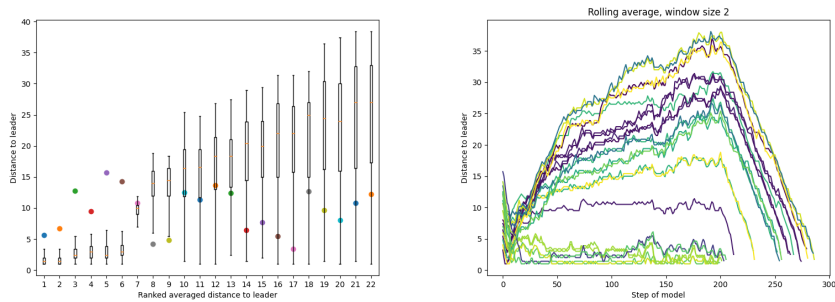 Rolling average, window size 2
40
35
30
25
20
15
10
5
0
Distance to leader
1 2 3 4 5 6 7 8 9 10 11 12 13 14 15 16 17 18 19 20 21 22
Ranked averaged distance to leader
35
30
25
20
15
10
5
0
Distance to leader
0 50 100 150 200 250 300
Step of model